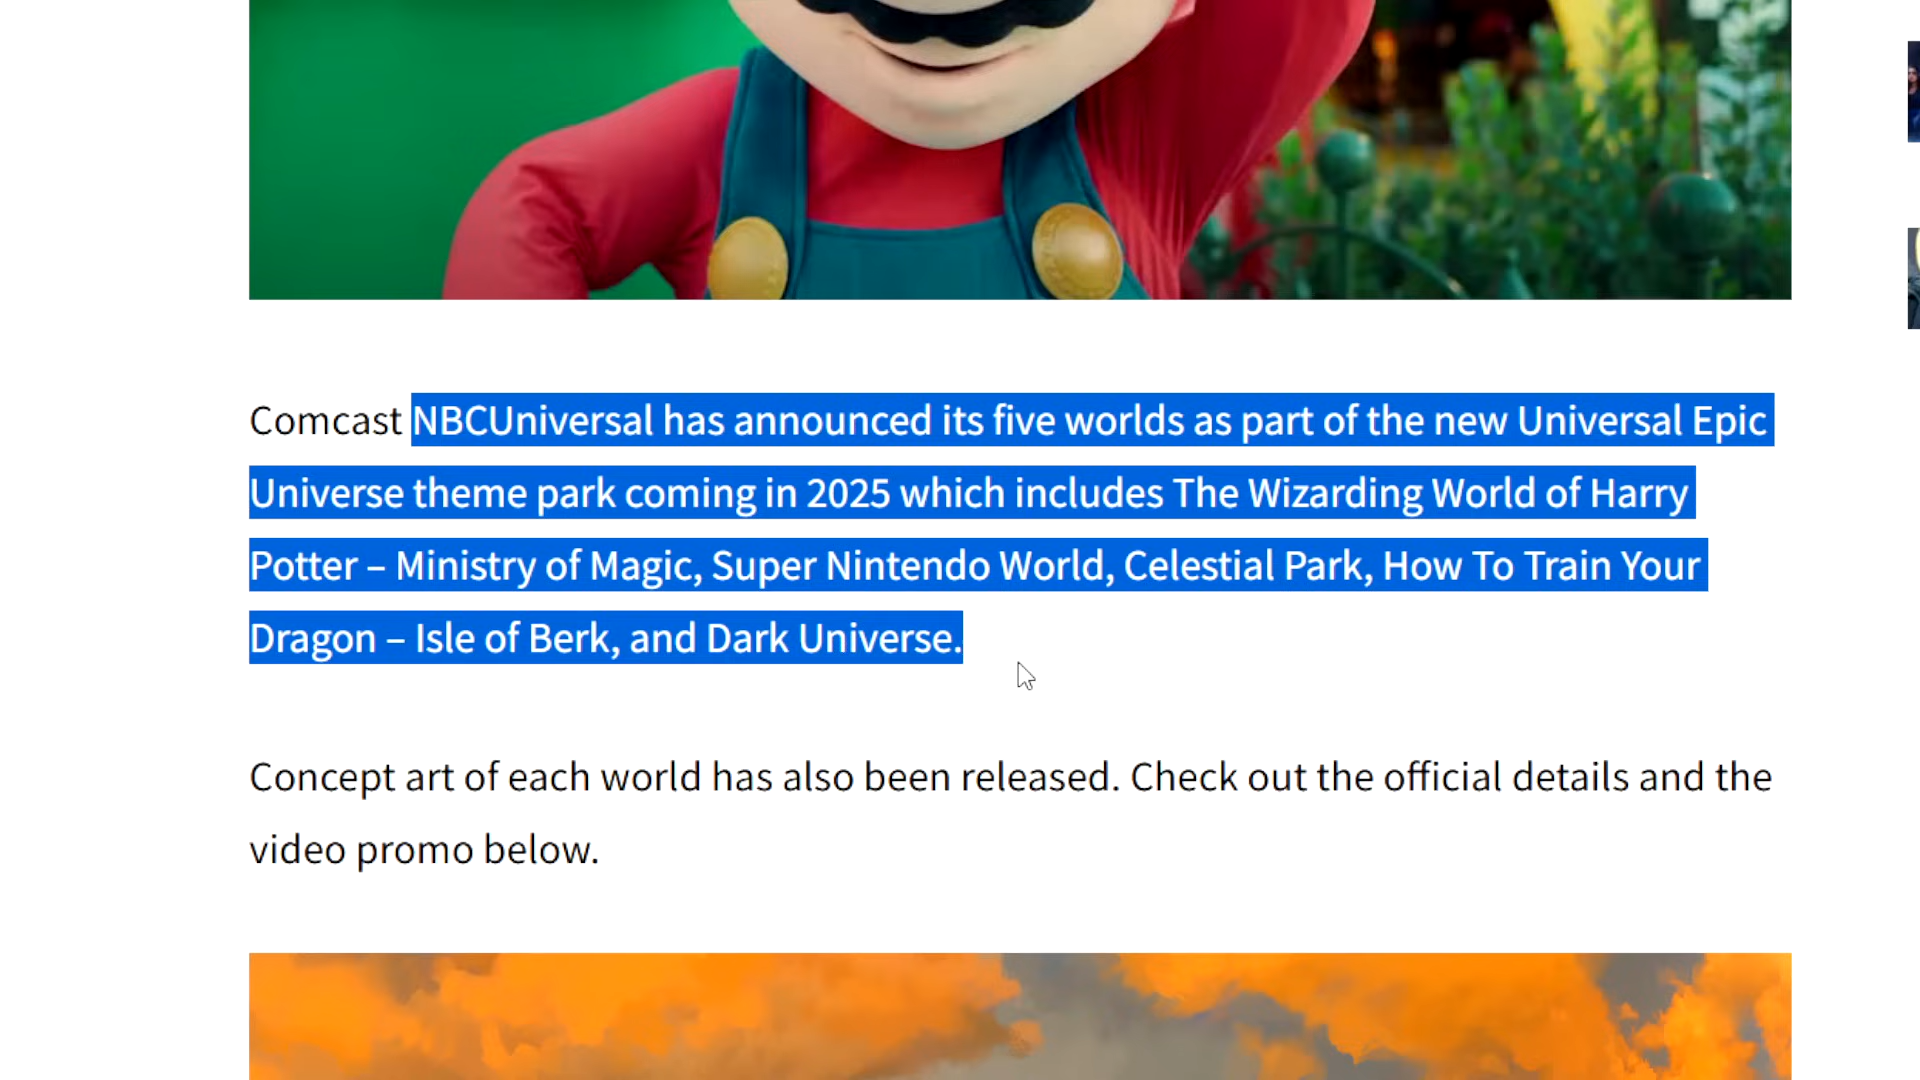 Comcast NBCUniversal has announced its five worlds as part of the new Universal Epic
Universe theme park coming in 2025 which includes The Wizarding World of Harry
Potter – Ministry of Magic, Super Nintendo World, Celestial Park, How To Train Your
Dragon – Isle of Berk, and Dark Universe.
Concept art of each world has also been released. Check out the official details and the
video promo below.